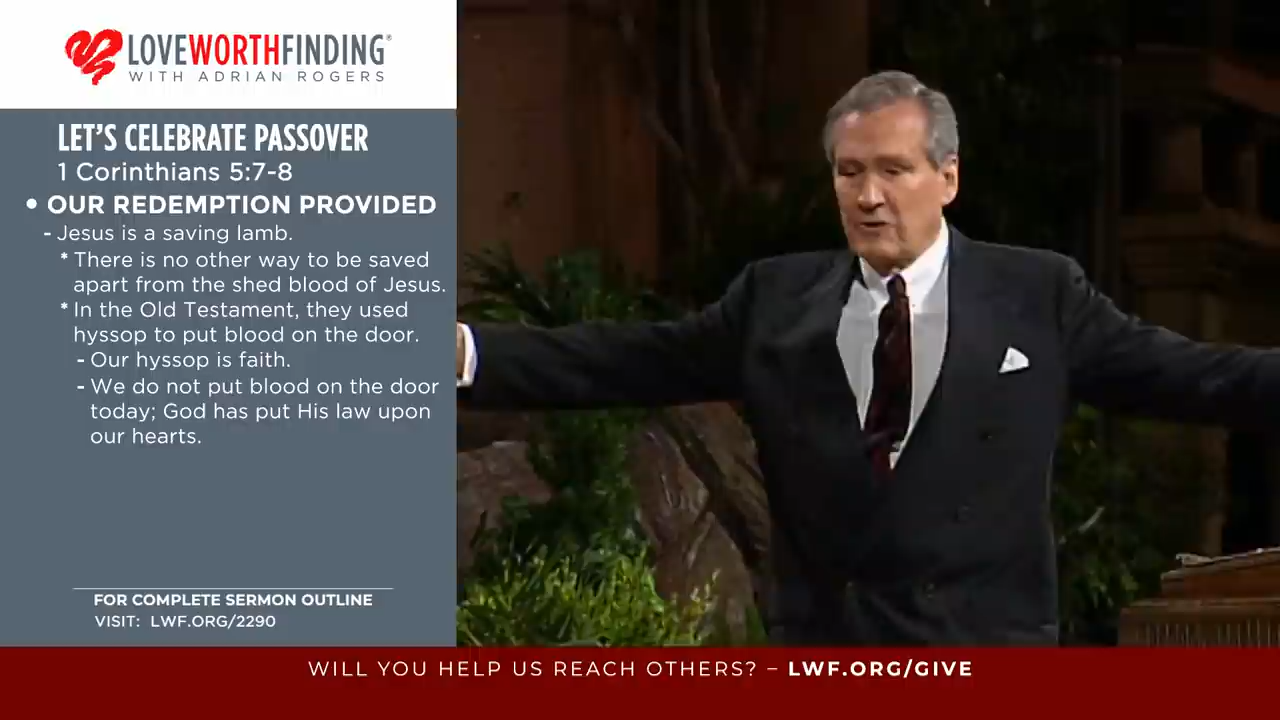 LOVEWORTHFINDING®
WITH ADRIAN ROGERS
LET'S CELEBRATE PASSOVER
1 Corinthians 5:7-8
• OUR REDEMPTION PROVIDED
- Jesus is a saving lamb.
* There is no other way to be saved
apart from the shed blood of Jesus.
* In the Old Testament, they used
hyssop to put blood on the door.
- Our hyssop is faith.
- We do not put blood on the door
today; God has put His law upon
our hearts.
FOR COMPLETE SERMON OUTLINE
VISIT: LWF.ORG/2290
WILL YOU HELP US REACH OTHERS? – LWF.ORG/GIVE